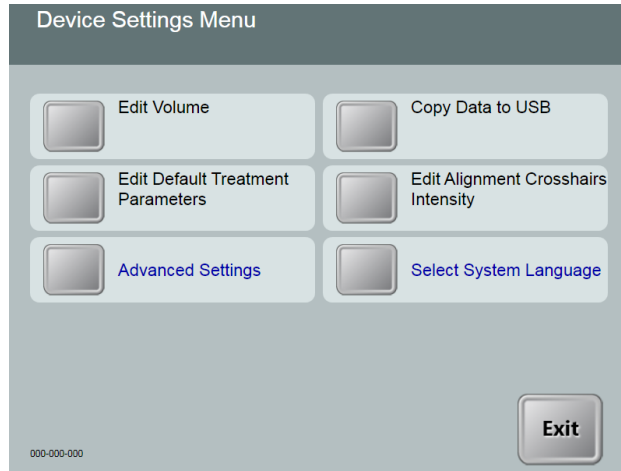 Device Settings Menu
Edit Volume
Copy Data to USB
Edit Default Treatment
Parameters
Edit Alignment Crosshairs
Intensity
Advanced Settings
Select System Language
Exit
000-000-000